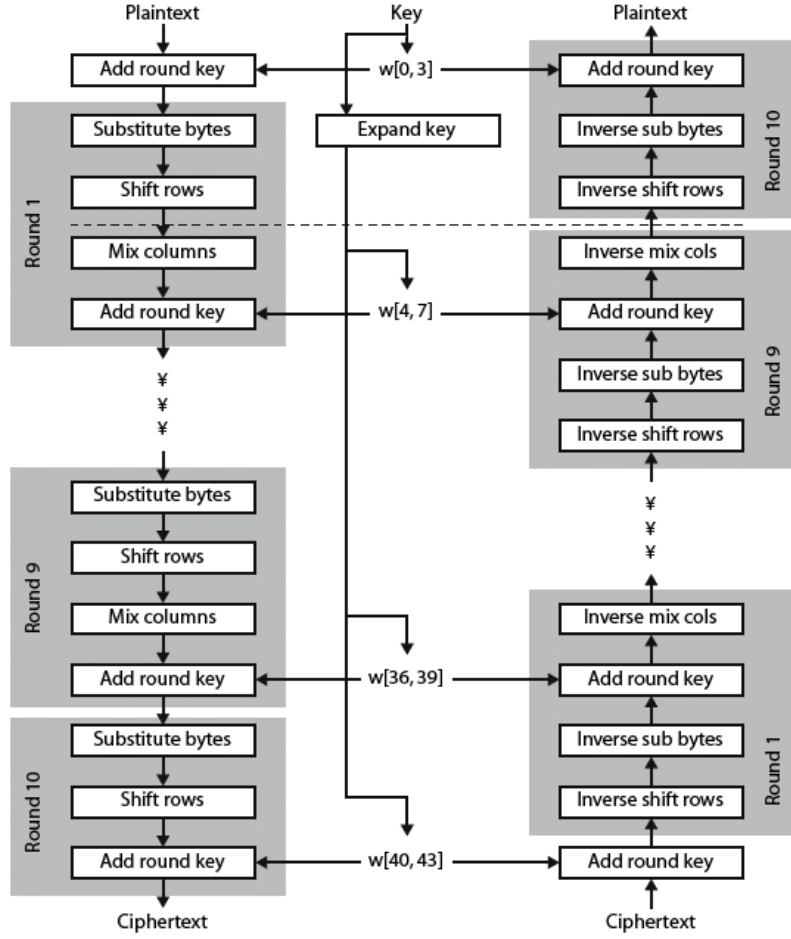 Plaintext
Add round key
Substitute bytes
Shift rows
Mix columns
Add round key
Round 1
¥
¥
¥
Substitute bytes
Shift rows
Mix columns
Add round key
Round 9
Substitute bytes
Shift rows
Add round key
Round 10
Ciphertext
Key
w[0, 3]
Expand key
w[4, 7]
w[36, 39]
w[40, 43]
Plaintext
Add round key
Inverse sub bytes
Inverse shift rows
Round 10
Inverse mix cols
Add round key
Inverse sub bytes
Inverse shift rows
Round 9
¥
¥
¥
Inverse mix cols
Add round key
Inverse sub bytes
Inverse shift rows
Round 1
Add round key
Ciphertext